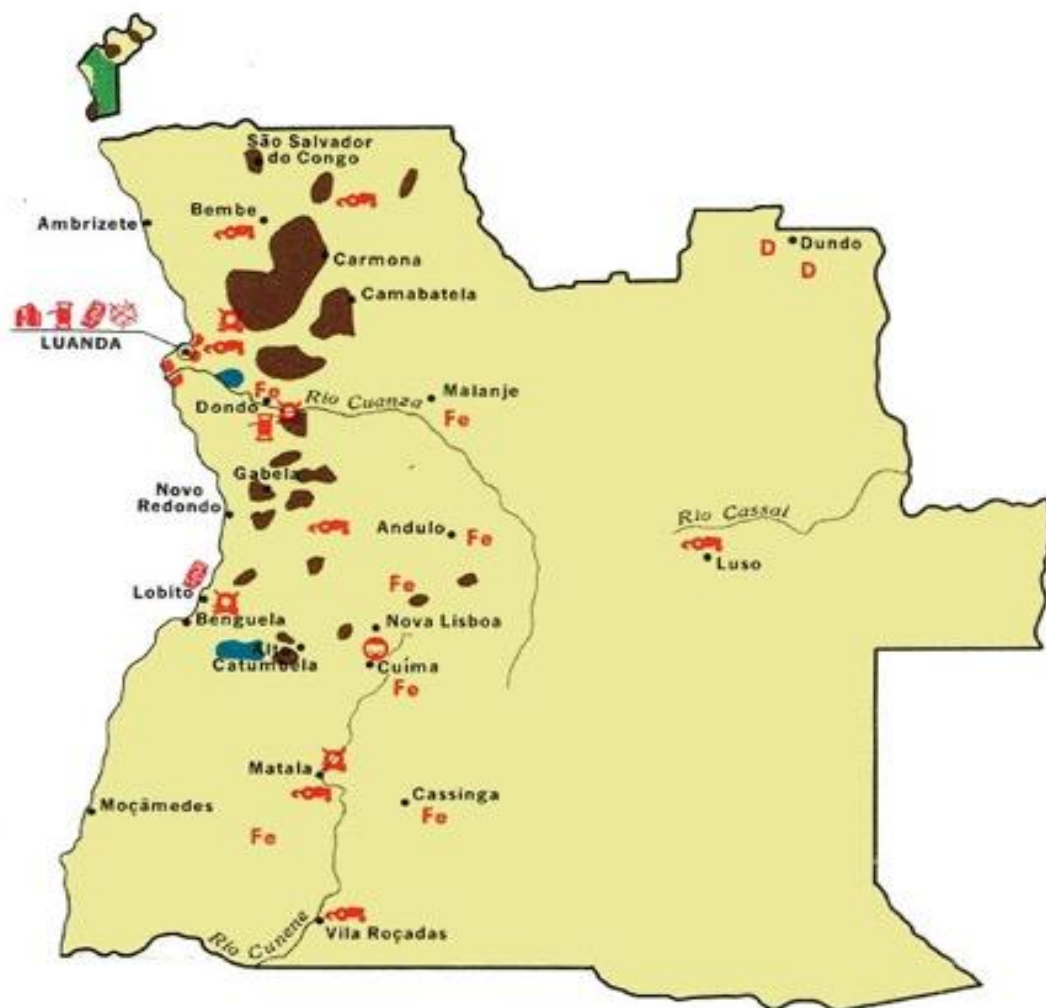 São Salvador
do Congo
Bembe
Ambrizete
Carmona
D
Dundo
D
Camabatela
LUANDA
Fe
Rio Cuanza
Malanje
Dondo
Fe
Gabela
Novo
Redondo
Rio Cassai
Andulo
Fe
Luso
Fe
Lobito
Benguela
Nova Lisboa
Alto
Catumbela
Cuíma
Fe
Matala
Cassinga
Moçâmedes
Fe
Fe
Rio Cunene
Vila Roçadas